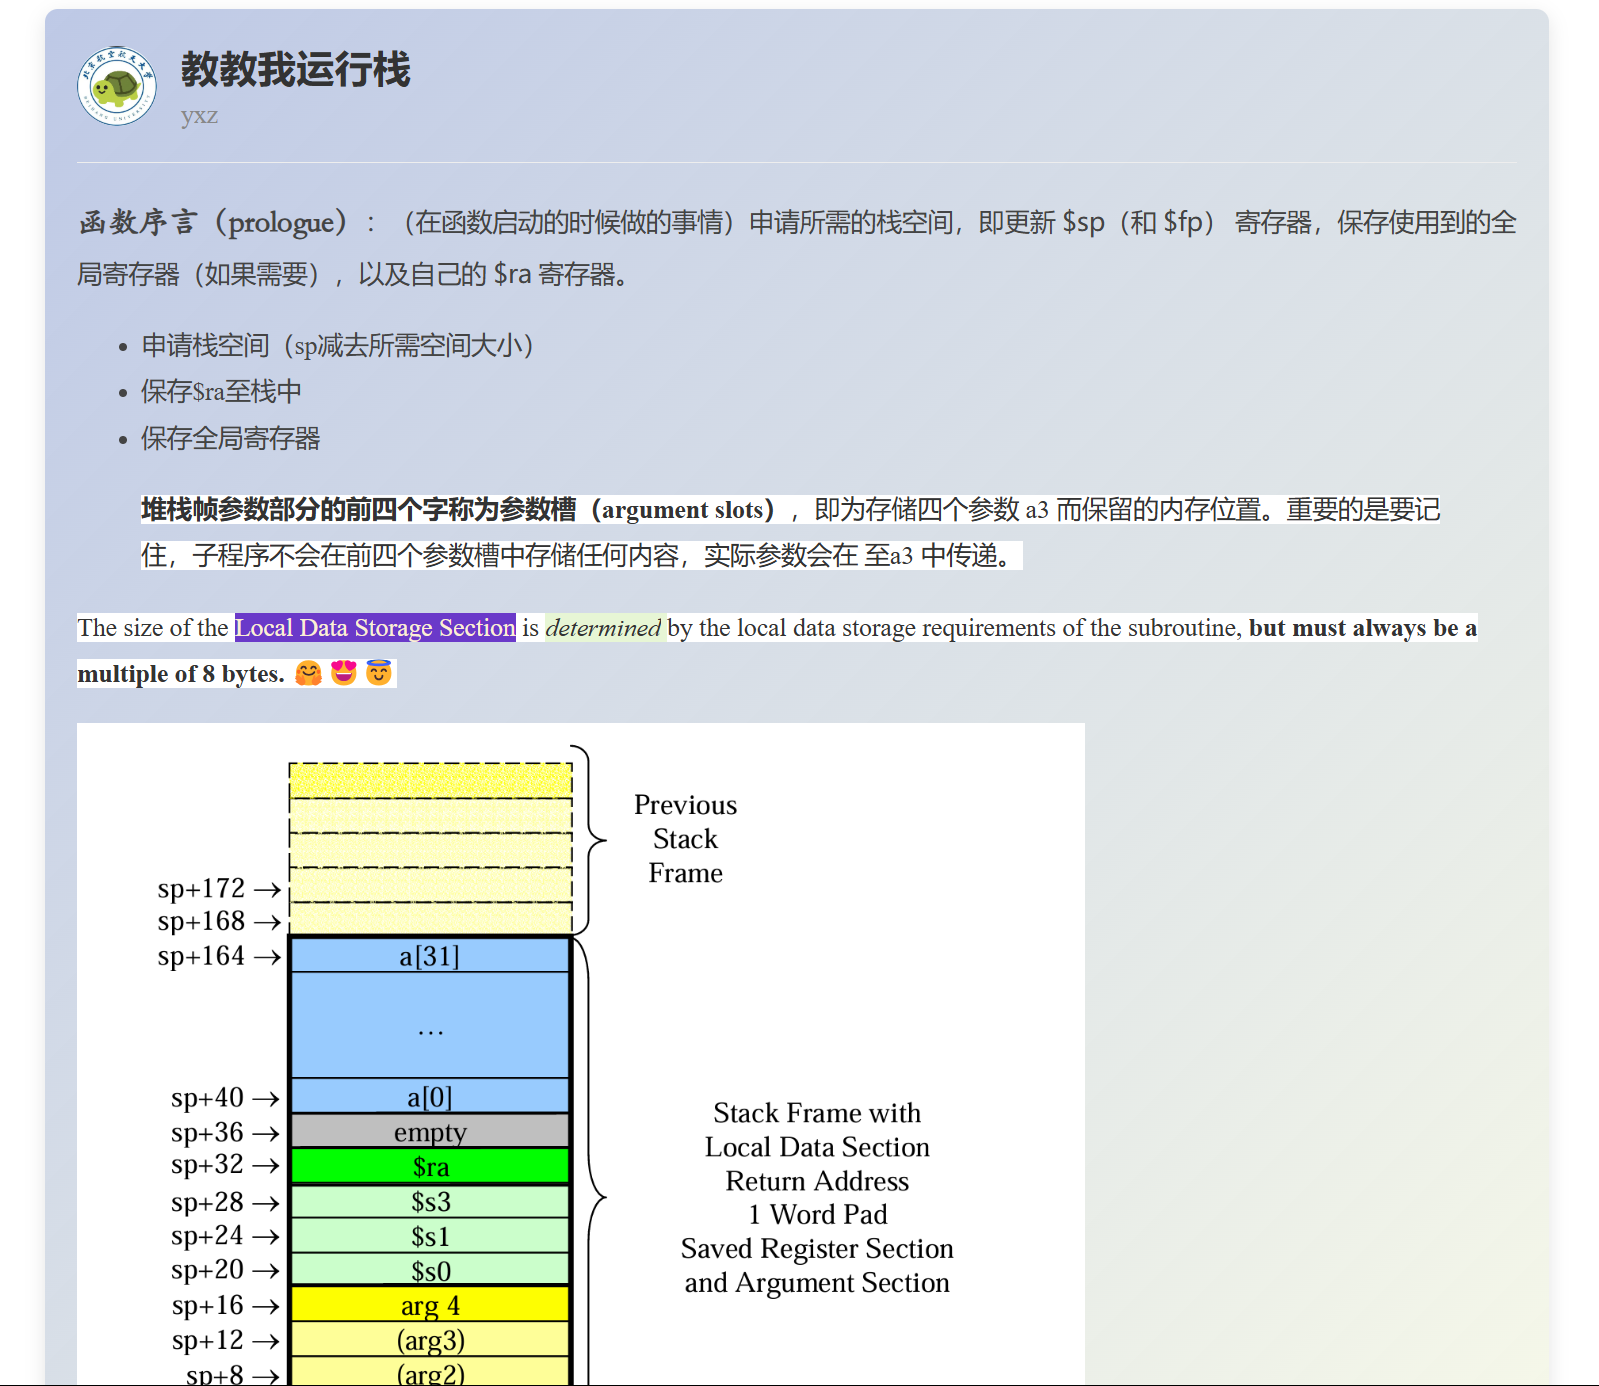 北京航空航天大学
教教我运行栈
yxz
函数序言（prologue）：（在函数启动的时候做的事情）申请所需的栈空间，即更新 $sp（和 $fp） 寄存器，保存使用到的全
局寄存器（如果需要），以及自己的 $ra 寄存器。
• 申请栈空间（sp减去所需空间大小）
• 保存$ra至栈中
• 保存全局寄存器
堆栈帧参数部分的前四个字称为参数槽（argument slots），即为存储四个参数 a3 而保留的内存位置。重要的是要记
住，子程序不会在前四个参数槽中存储任何内容，实际参数会在 至a3 中传递。
The size of the Local Data Storage Section is determined by the local data storage requirements of the subroutine, but must always be a
multiple of 8 bytes. 🤗 😍 😇
Previous
Stack
Frame
sp+172 →
sp+168 →
sp+164 → a[31]
...
sp+40 → a[0]
sp+36 → empty
sp+32 → $ra
sp+28 → $s3
sp+24 → $s1
sp+20 → $s0
sp+16 → arg 4
sp+12 → (arg3)
sp+8 → (arg2)
Stack Frame with
Local Data Section
Return Address
1 Word Pad
Saved Register Section
and Argument Section